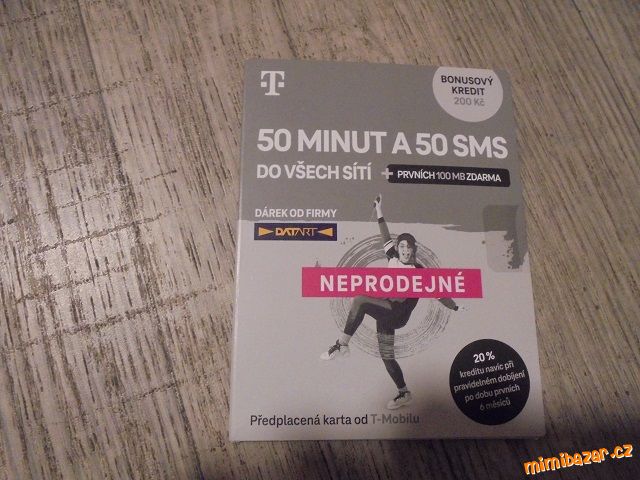 T
BONUSOVÝ
KREDIT
200 Kč
50 MINUT A 50 SMS
DO VŠECH SÍTÍ + PRVNÍCH 100 MB ZDARMA
DÁREK OD FIRMY
DATART
NEPRODEJNÉ
20 %
kreditu navíc při
pravidelném dobíjení
po dobu prvních
6 měsíců
Předplacená karta od T-Mobilu
mimibazar.cz